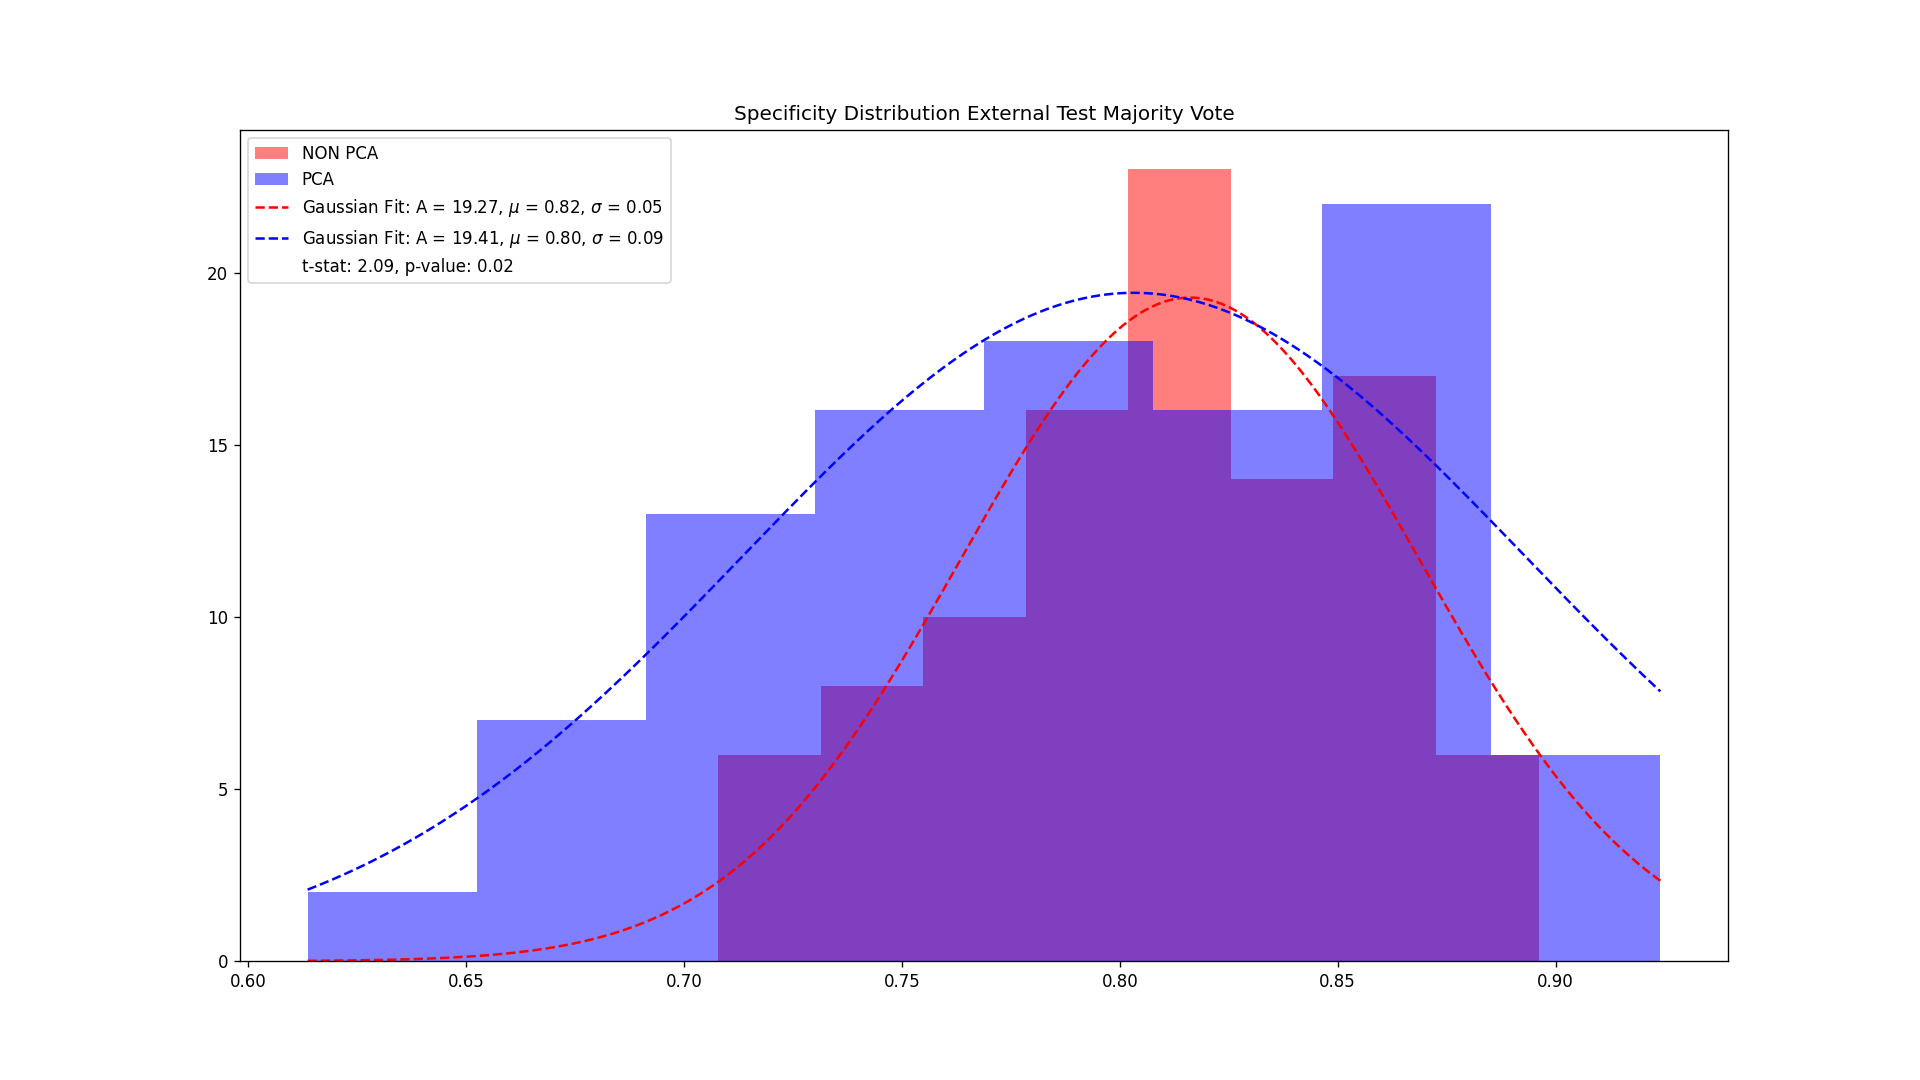 Specificity Distribution External Test Majority Vote
NON PCA
PCA
Gaussian Fit: A = 19.27, μ = 0.82, σ = 0.05
Gaussian Fit: A = 19.41, μ = 0.80, σ = 0.09
t-stat: 2.09, p-value: 0.02
20
15
10
5
0
0.60 0.65 0.70 0.75 0.80 0.85 0.90